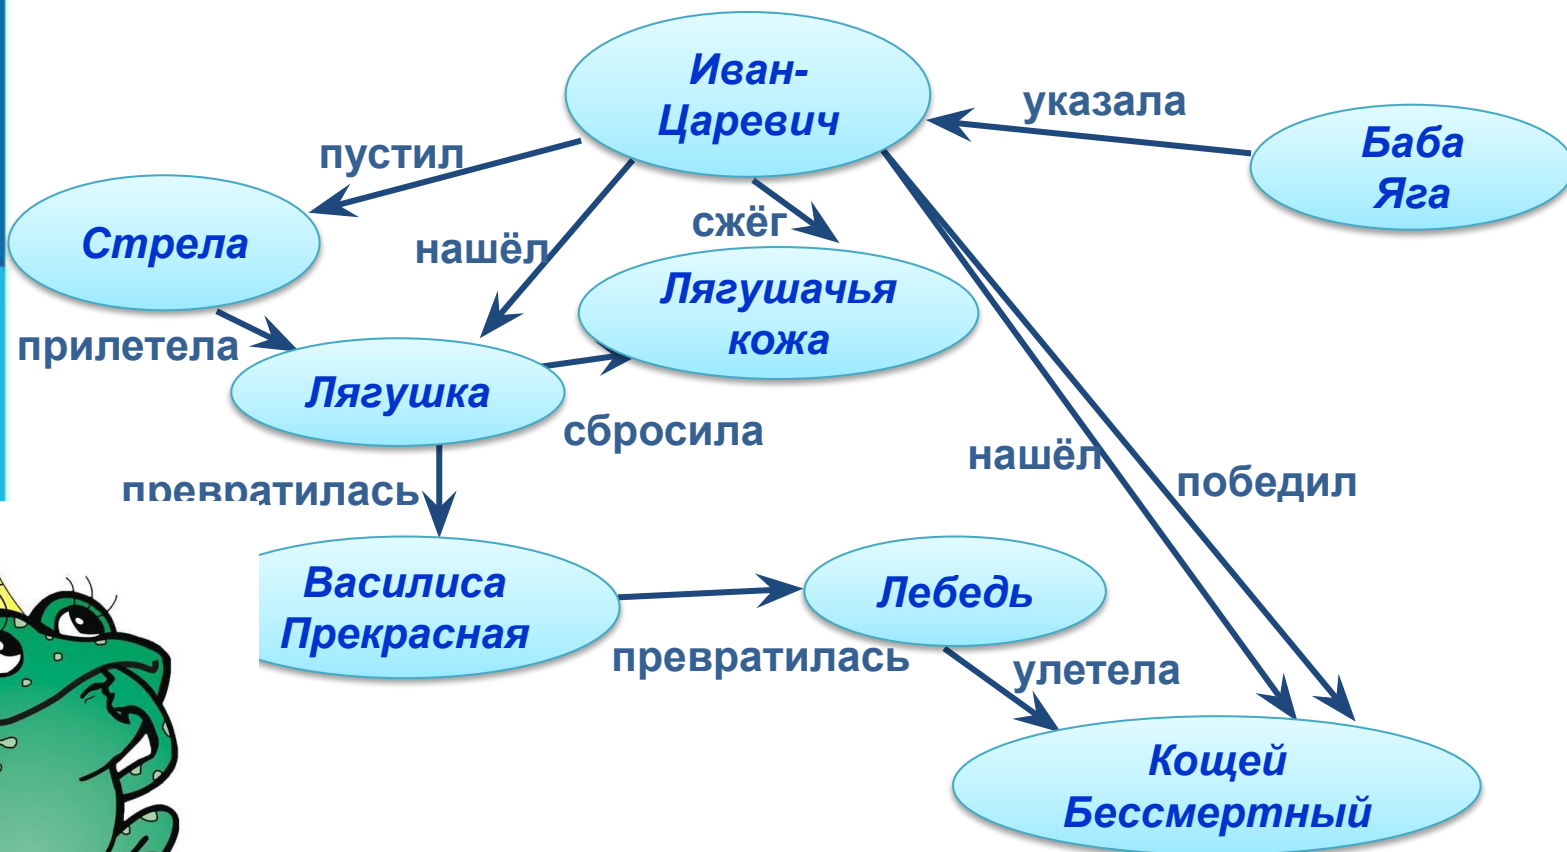 Иван-
Царевич
указала
Баба
Яга
пустил
Стрела
нашёл
сжёг
Лягушачья
кожа
прилетела
Лягушка
сбросила
нашёл
победил
превратилась
Василиса
Прекрасная
Лебедь
превратилась
улетела
Кощей
Бессмертный